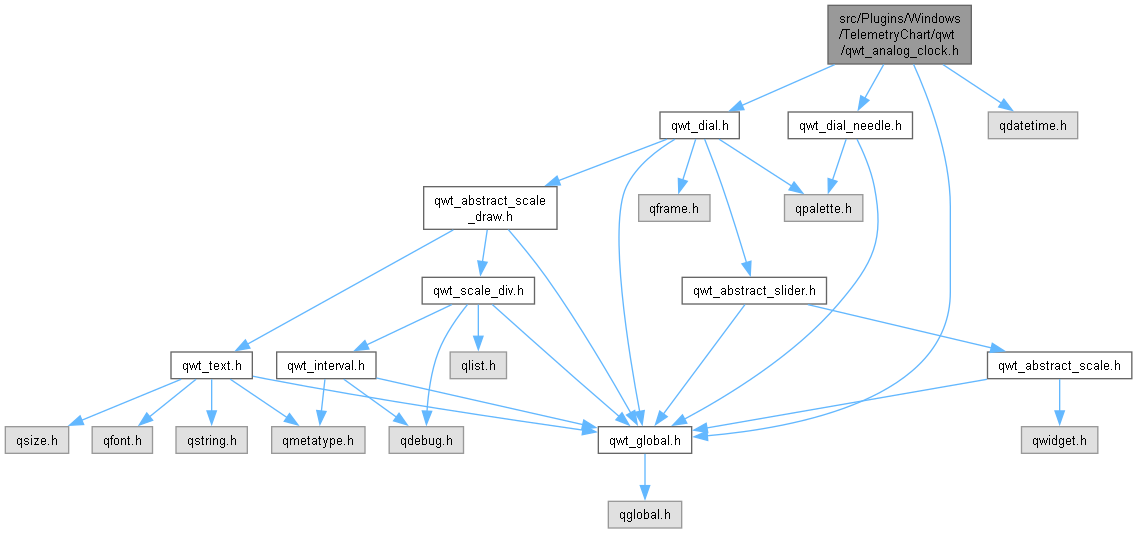 src/Plugins/Windows
/TelemetryChart/qwt
/qwt_analog_clock.h
qwt_dial.h
qwt_dial_needle.h
qdatetime.h
qwt_abstract_scale
_draw.h
qframe.h
qpalette.h
qwt_scale_div.h
qwt_abstract_slider.h
qwt_text.h
qwt_interval.h
qlist.h
qwt_abstract_scale.h
qsize.h
qfont.h
qstring.h
qmetatype.h
qdebug.h
qwt_global.h
qwidget.h
qglobal.h